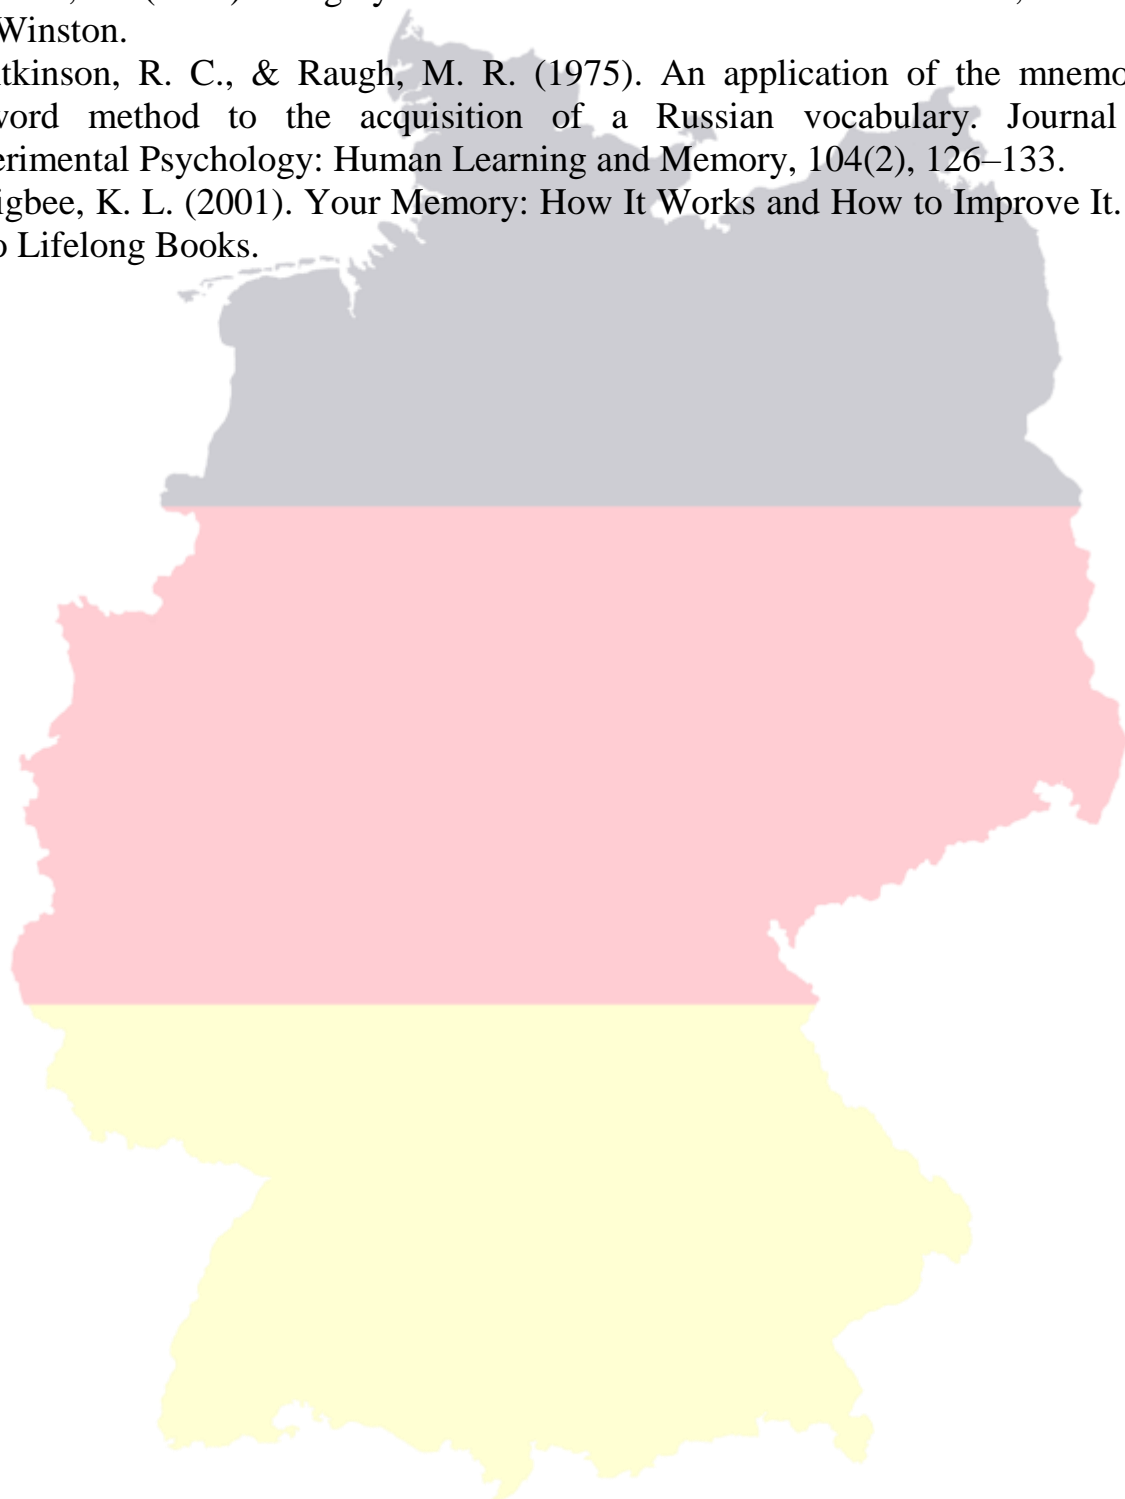 Winston.
tkinson, R. C., & Raugh, M. R. (1975). An application of the mnemo
word method to the acquisition of a Russian vocabulary. Journal
erimental Psychology: Human Learning and Memory, 104(2), 126–133.
igbee, K. L. (2001). Your Memory: How It Works and How to Improve It.
o Lifelong Books.